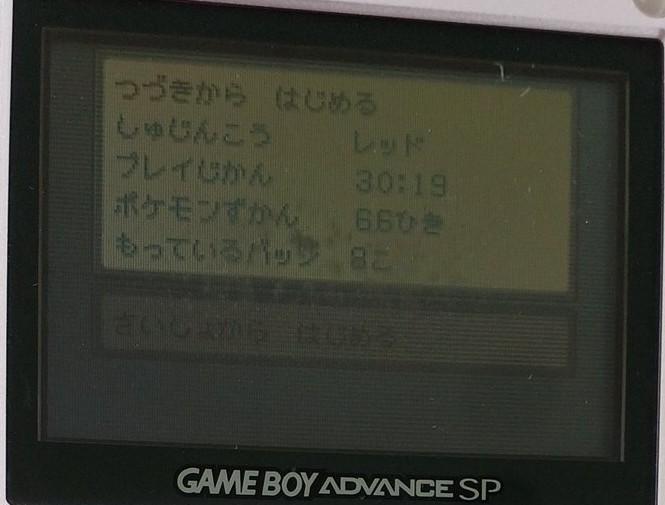 つづきから　はじめる
しゅじんこう　レッド
プレイじかん　30:19
ポケモンずかん　66ひき
もっているバッジ　8こ
さいしょから　はじめる
GAME BOY ADVANCE SP